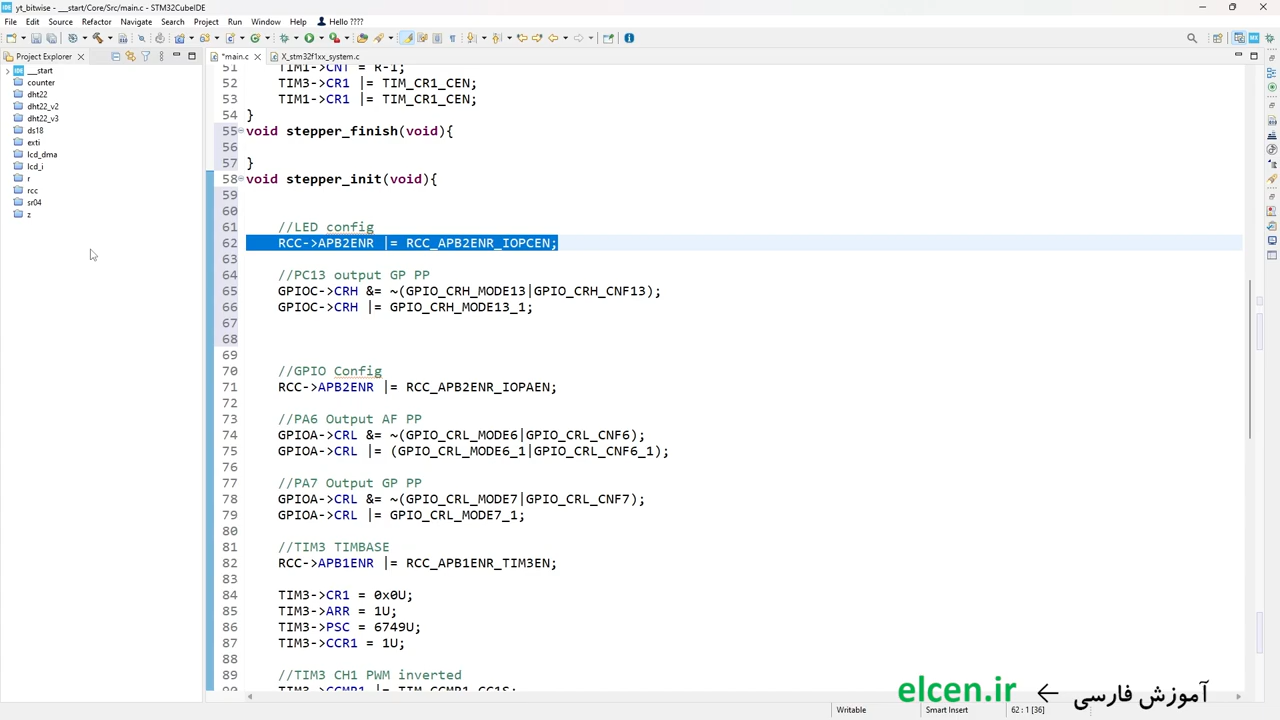 yt_bitwise - ___start/Core/Src/main.c - STM32CubeIDE
File Edit Source Refactor Navigate Search Project Run Window Help Hello ????
Project Explorer
*main.c
X_stm32f1xx_system.c
___start
counter
dht22
dht22_v2
dht22_v3
ds18
exti
lcd_dma
lcd_i
r
rcc
sr04
z
51 TIM1->CNT = R-1;
52 TIM3->CR1 |= TIM_CR1_CEN;
53 TIM1->CR1 |= TIM_CR1_CEN;
54 }
55 void stepper_finish(void){
56
57 }
58 void stepper_init(void){
59
60
61 //LED config
62 RCC->APB2ENR |= RCC_APB2ENR_IOPCEN;
63
64 //PC13 output GP PP
65 GPIOC->CRH &= ~(GPIO_CRH_MODE13|GPIO_CRH_CNF13);
66 GPIOC->CRH |= GPIO_CRH_MODE13_1;
67
68
69
70 //GPIO Config
71 RCC->APB2ENR |= RCC_APB2ENR_IOPAEN;
72
73 //PA6 Output AF PP
74 GPIOA->CRL &= ~(GPIO_CRL_MODE6|GPIO_CRL_CNF6);
75 GPIOA->CRL |= (GPIO_CRL_MODE6_1|GPIO_CRL_CNF6_1);
76
77 //PA7 Output GP PP
78 GPIOA->CRL &= ~(GPIO_CRL_MODE7|GPIO_CRL_CNF7);
79 GPIOA->CRL |= GPIO_CRL_MODE7_1;
80
81 //TIM3 TIMBASE
82 RCC->APB1ENR |= RCC_APB1ENR_TIM3EN;
83
84 TIM3->CR1 = 0x0U;
85 TIM3->ARR = 1U;
86 TIM3->PSC = 6749U;
87 TIM3->CCR1 = 1U;
88
89 //TIM3 CH1 PWM inverted
90 TIM3->CCMR1 |= TIM_CCMR1_CC1S;
elcen.ir ← آموزش فارسی
Writable Smart Insert 62 : 1 [36]